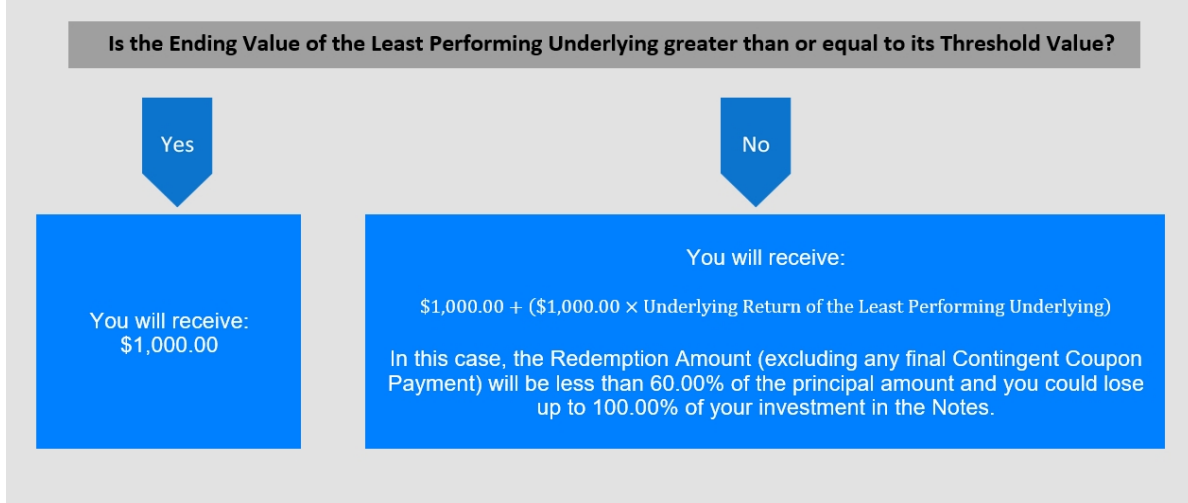 Is the Ending Value of the Least Performing Underlying greater than or equal to its Threshold Value?
Yes
No
You will receive:
$1,000.00
You will receive:
$1,000.00 + ($1,000.00 × Underlying Return of the Least Performing Underlying)
In this case, the Redemption Amount (excluding any final Contingent Coupon
Payment) will be less than 60.00% of the principal amount and you could lose
up to 100.00% of your investment in the Notes.